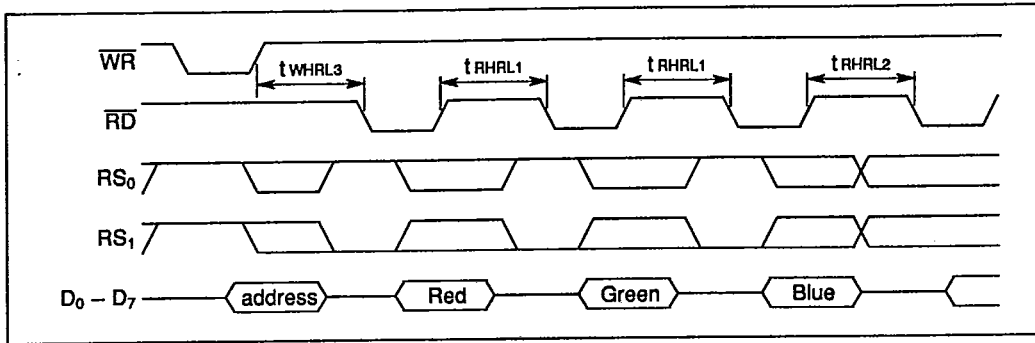 WR
t WHRL3 t RHRL1 t RHRL1 t RHRL2
RD
RS0
RS1
D0 – D7 address Red Green Blue